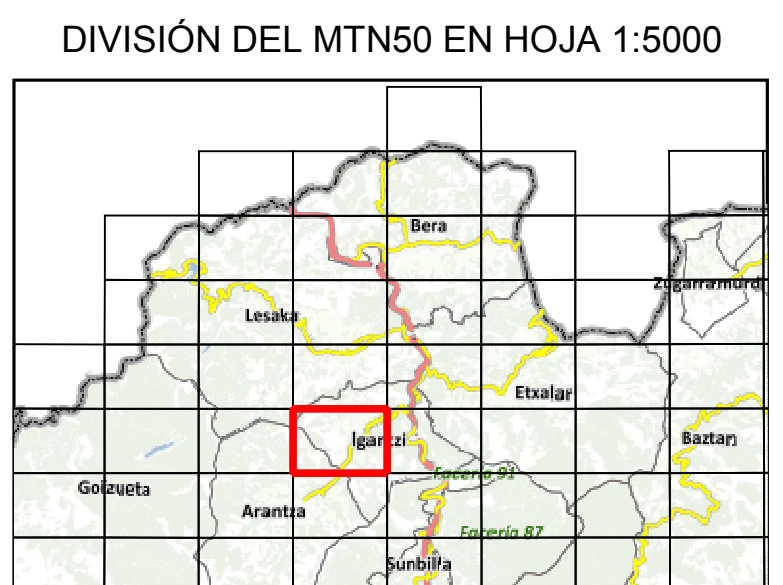 DIVISIÓN DEL MTN50 EN HOJA 1:5000
Bera
Zugarramurdi
Lesaka
Etxalar
Igantzi
Baztan
Facería 91
Goizueta
Arantza
Facería 87
Sunbilla